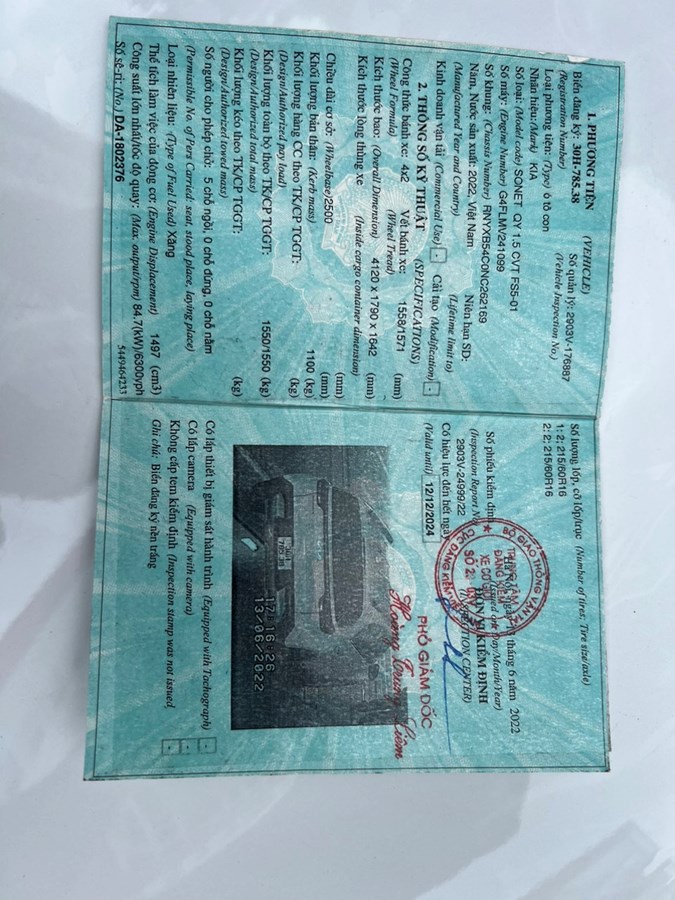 1. PHƯƠNG TIỆN (VEHICLE)
Biển đăng ký: 30H-785.38 Số quản lý: 2903V-176887
(Registration Number) (Vehicle Inspection No.)
Loại phương tiện: (Type) ô tô con
Nhãn hiệu: (Mark) KIA
Số loại: (Model code) SONET QY 1.5 CVT FS5-01
Số máy: (Engine Number) G4FLMV241099
Số khung: (Chassis Number) RNYXB54C0NC262169
Năm, Nước sản xuất: 2022, Việt Nam Niên hạn SD:
(Manufactured Year and Country) (Lifetime limit to)
Kinh doanh vận tải (Commercial Use) - Cải tạo (Modification) -
2. THÔNG SỐ KỸ THUẬT (SPECIFICATIONS)
Công thức bánh xe: 4x2 Vết bánh xe: 1558/1571 (mm)
(Wheel Formula) (Wheel Tread)
Kích thước bao: (Overall Dimension) 4120 x 1790 x 1642 (mm)
Kích thước lòng thùng xe (Inside cargo container dimension)
(mm)
Chiều dài cơ sở: (Wheelbase) 2500 (mm)
Khối lượng bản thân: (Kerb mass) 1100 (kg)
Khối lượng hàng CC theo TK/CP TGGT: (kg)
(Design/Authorized pay load)
Khối lượng toàn bộ theo TK/CP TGGT: 1550/1550 (kg)
(Design/Authorized total mass)
Khối lượng kéo theo TK/CP TGGT: (kg)
(Design/Authorized towed mass)
Số người cho phép chở: 5 chỗ ngồi, 0 chỗ đứng, 0 chỗ nằm
(Permissible No. of Pers Carried: seat, stood place, laying place)
Loại nhiên liệu: (Type of Fuel Used) Xăng
Thể tích làm việc của động cơ: (Engine Displacement) 1497 (cm3)
Công suất lớn nhất/tốc độ quay: (Max. output/rpm) 84.7(kW)/6300vph
Số sê-ri: (No.) DA-1802376 5449464233
Số lượng lốp, cỡ lốp/trục (Number of tires; Tire size/axle)
1: 2; 215/60R16
2: 2; 215/60R16
tháng 6 năm 2022
Số phiếu kiểm định
(Inspection Report N
2903V-24999/22
Có hiệu lực đến hết ngày
(Valid until) 12/12/2024
BỘ GIAO THÔNG VẬN TẢI
ĐĂNG KIỂM
XE CƠ GIỚI
KIỂM ĐỊNH
PHÓ GIÁM ĐỐC
Hoàng Trung
17:16:26
13/06/2022
Có lắp thiết bị giám sát hành trình (Equipped with Tachograph) -
Có lắp camera (Equipped with camera) -
Không cấp tem kiểm định (Inspection stamp was not issued -
Ghi chú: Biển đăng ký nền trắng